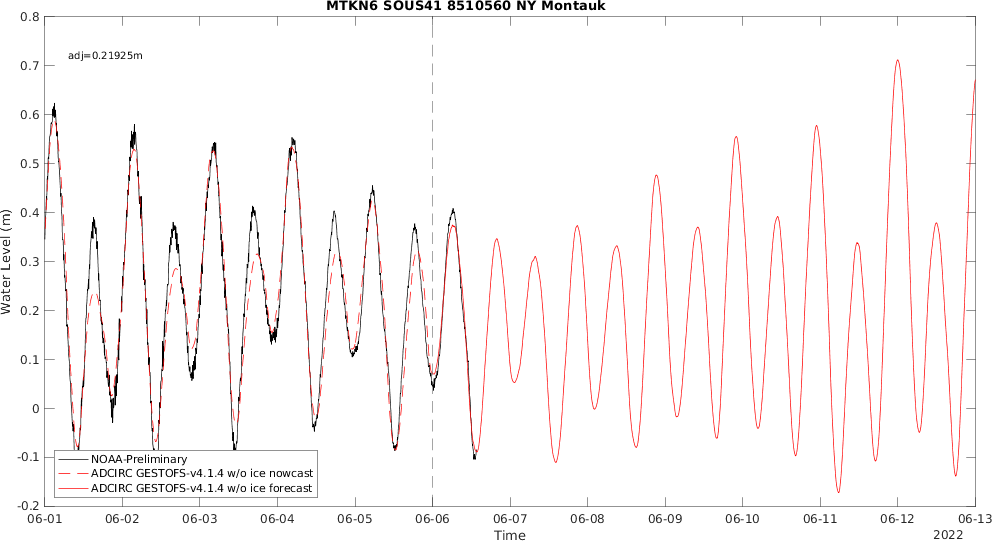 MTKN6 SOUS41 8510560 NY Montauk
adj=0.21925m
0.8
0.7
0.6
0.5
0.4
0.3
0.2
0.1
0
-0.1
-0.2
Water Level (m)
NOAA-Preliminary
ADCIRC GESTOFS-v4.1.4 w/o ice nowcast
ADCIRC GESTOFS-v4.1.4 w/o ice forecast
06-01 06-02 06-03 06-04 06-05 06-06 06-07 06-08 06-09 06-10 06-11 06-12 06-13
Time
2022